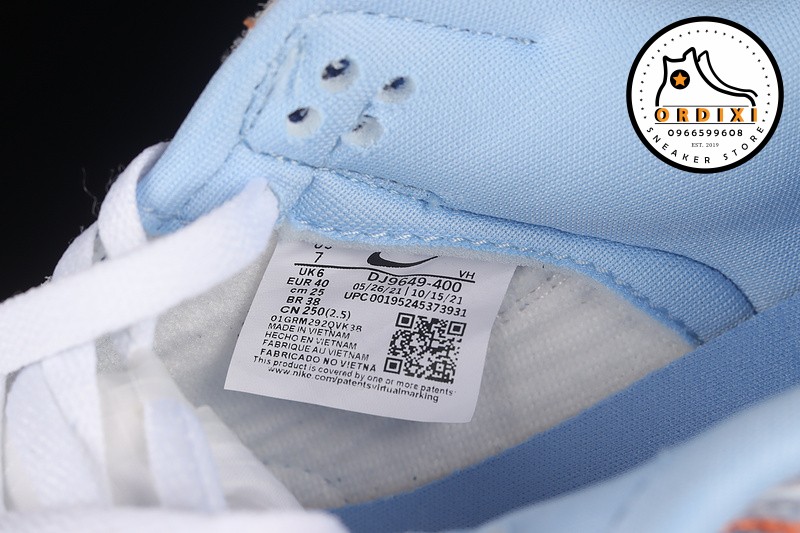 ORDIXI
0966599608
EST. 2019
SNEAKER STORE
US
7
UK 6
EUR 40
cm 25
BR 38
CN 250(2.5)
DJ9649-400
VH
05/26/21 | 10/15/21
UPC 00195245373931
MADE IN VIETNAM
HECHO EN VIETNAM
FABRIQUE AU VIETNAM
FABRICADO NO VIETNA
This product is covered by one or more patents:
www.nike.com/patentsvirtualmarking